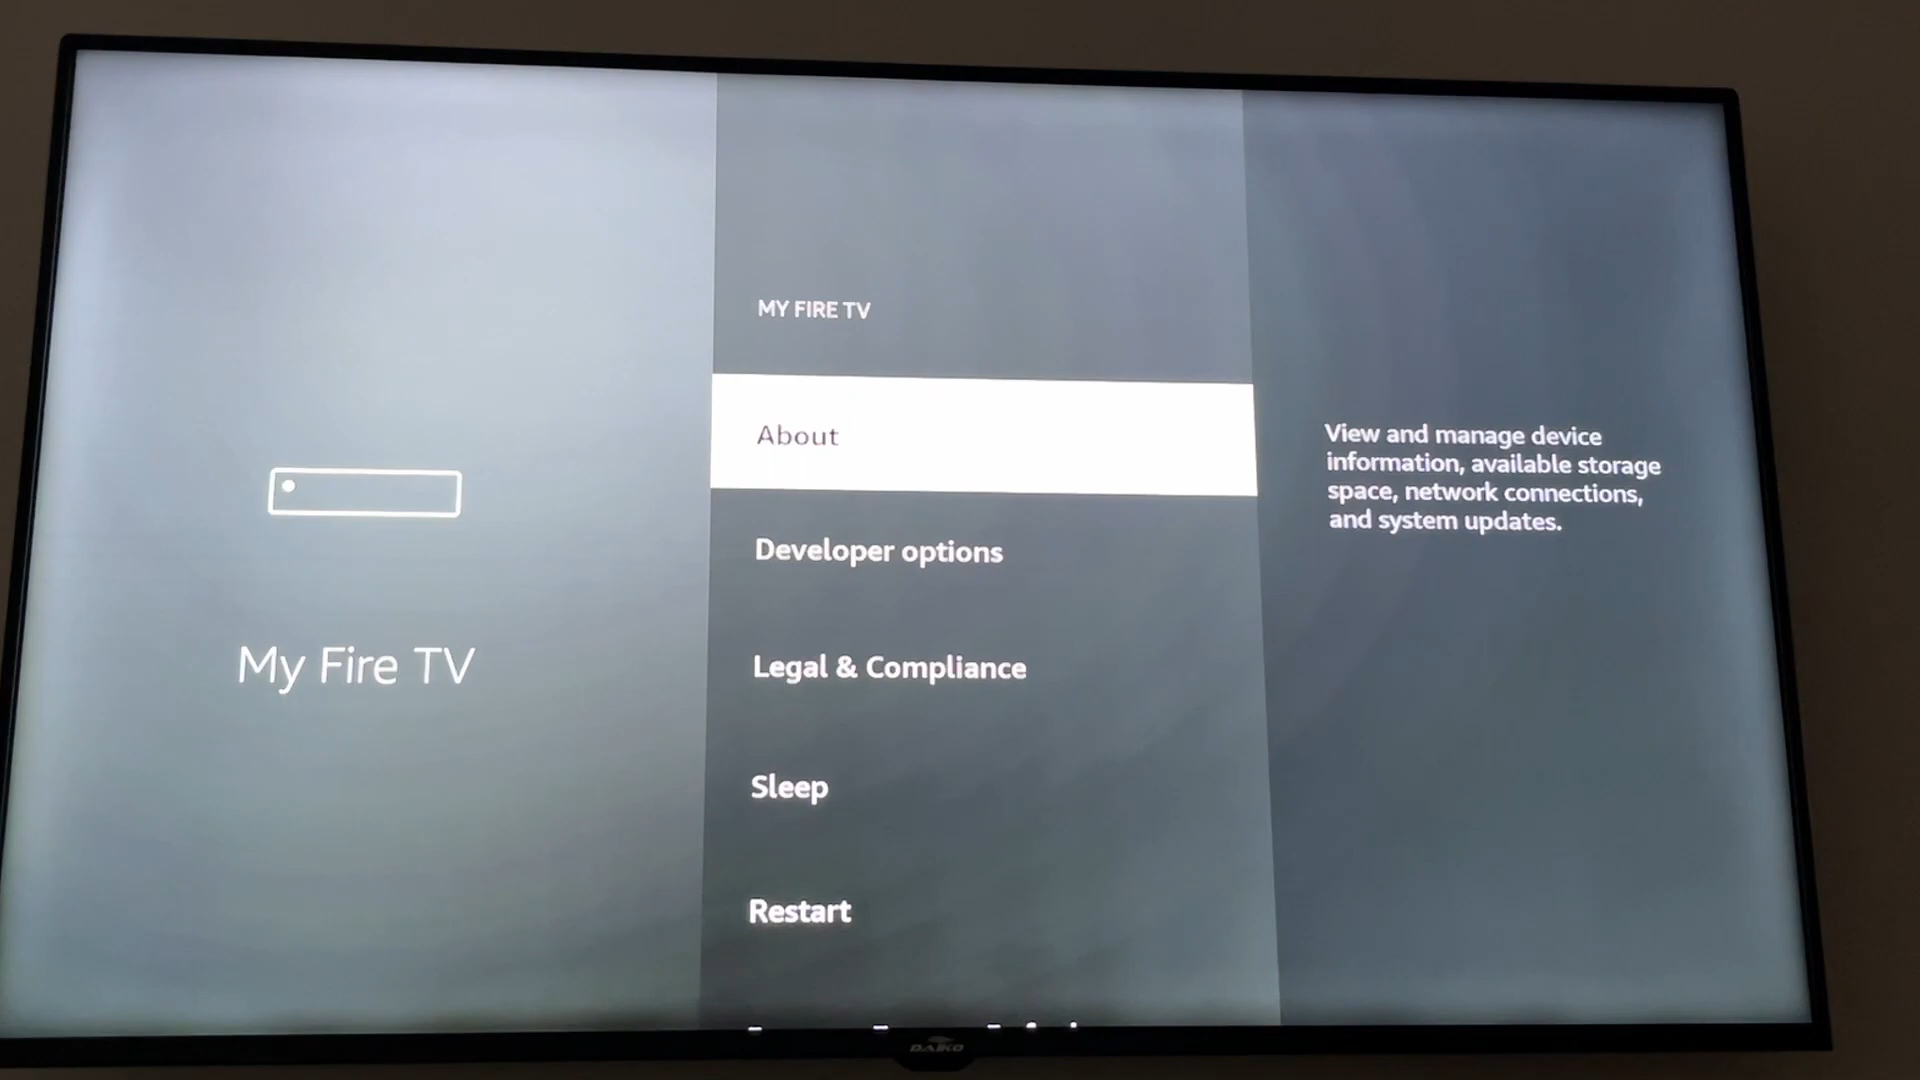 MY FIRE TV
About
Developer options
Legal & Compliance
Sleep
Restart
My Fire TV
View and manage device
information, available storage
space, network connections,
and system updates.
DAIKO